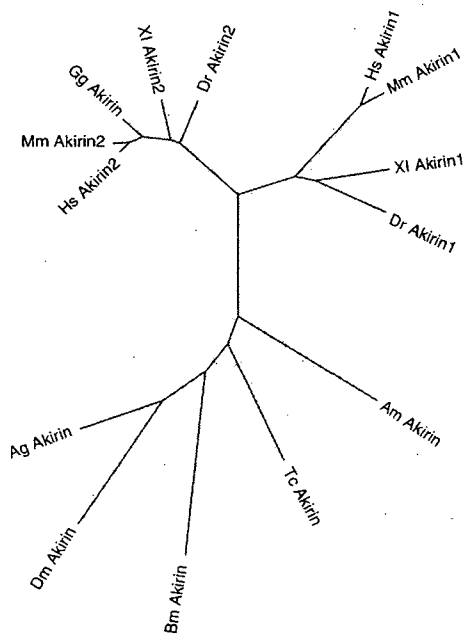 Gg Akirin
Xl Akirin2
Dr Akirin2
Hs Akirin1
Mm Akirin1
Mm Akirin2
Hs Akirin2
Xl Akirin1
Dr Akirin1
Am Akirin
Ag Akirin
Tc Akirin
Dm Akirin
Bm Akirin